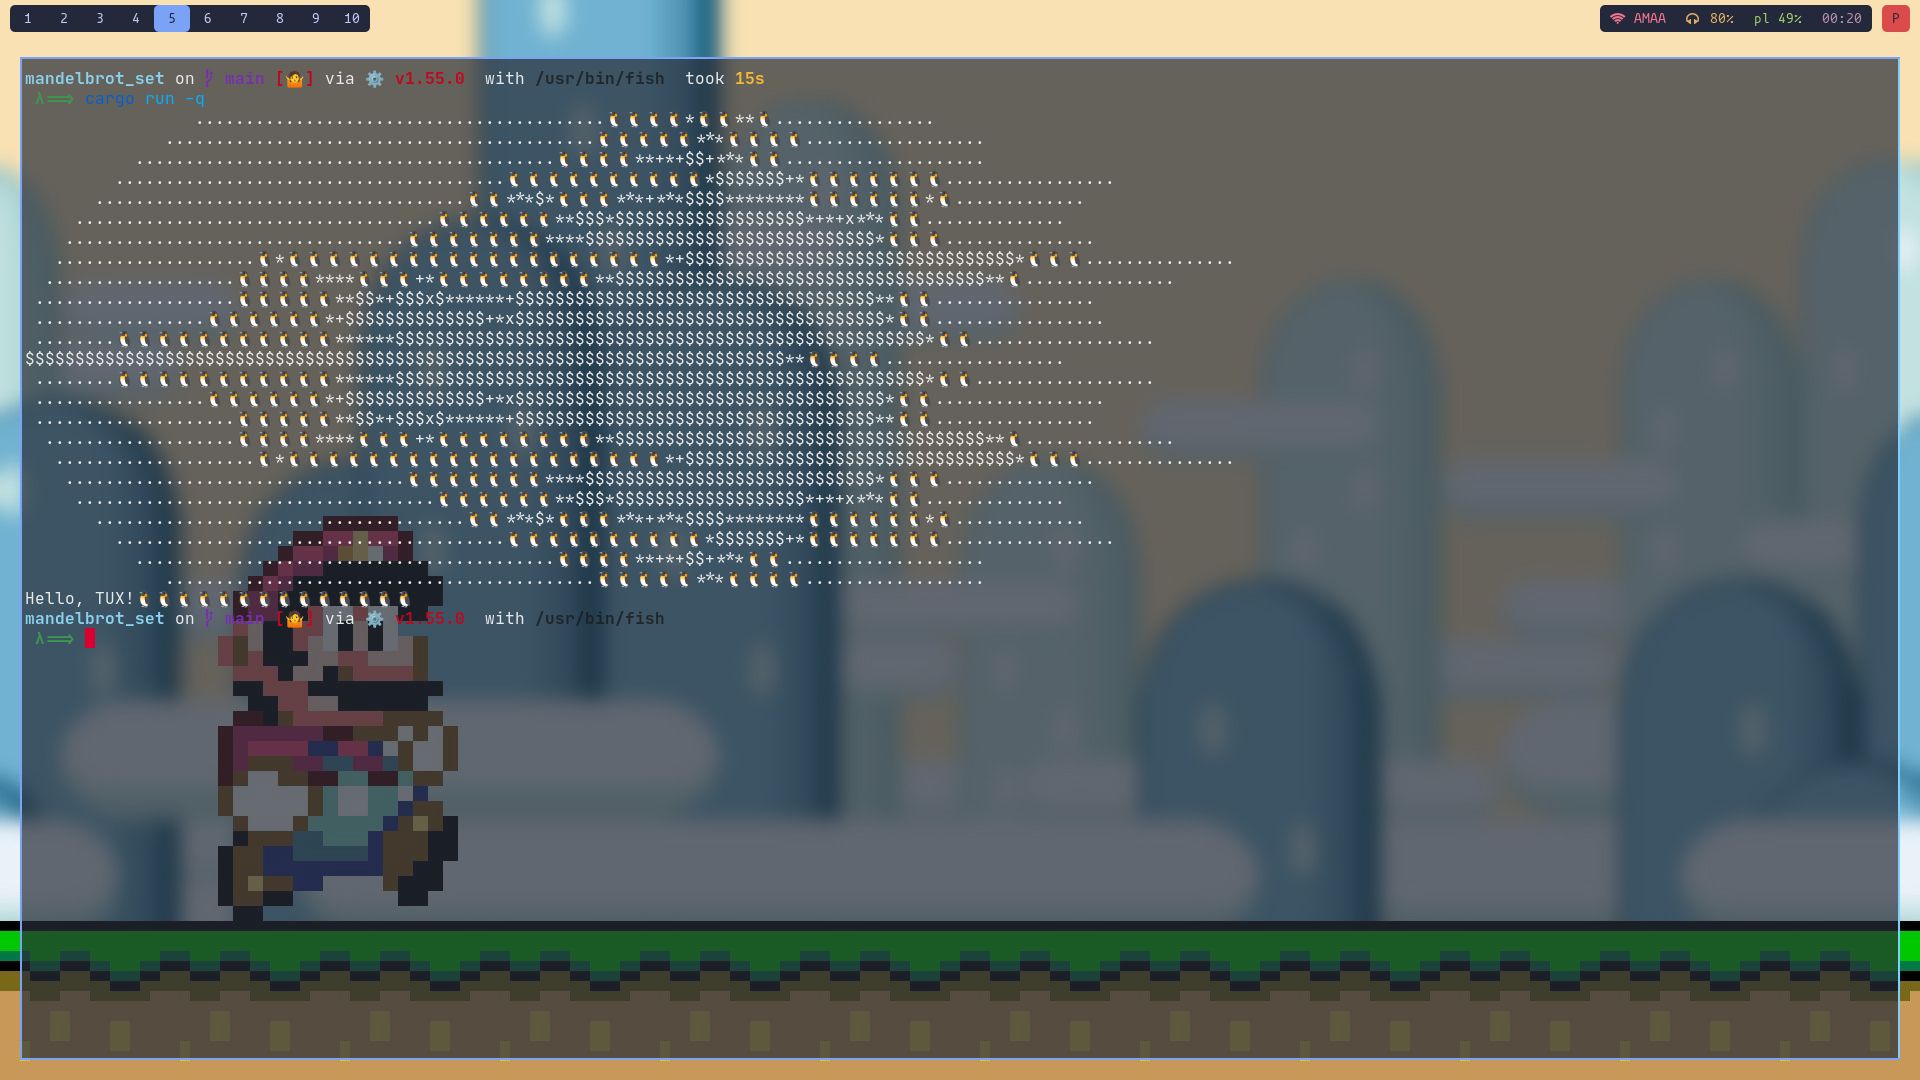 1 2 3 4 5 6 7 8 9 10
AMAA 80% pl 49% 00:20 P
mandelbrot_set on main [🤷] via ⚙️ v1.55.0 with /usr/bin/fish took 15s
λ⟹ cargo run -q
Hello, TUX!🐧🐧🐧🐧🐧🐧🐧🐧🐧🐧🐧🐧🐧🐧
mandelbrot_set on main [🤷] via ⚙️ v1.55.0 with /usr/bin/fish
λ⟹